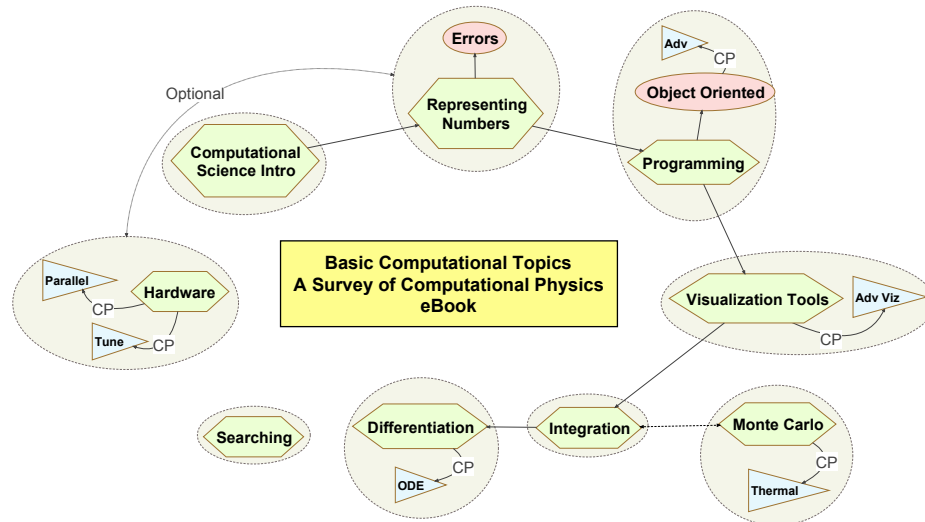 Errors
Adv
CP
Optional
Object Oriented
Representing
Numbers
Computational
Science Intro
Programming
Basic Computational Topics
A Survey of Computational Physics
eBook
Parallel
Hardware
CP
Tune
CP
Visualization Tools
Adv Viz
CP
Searching
Differentiation
CP
ODE
Integration
Monte Carlo
CP
Thermal